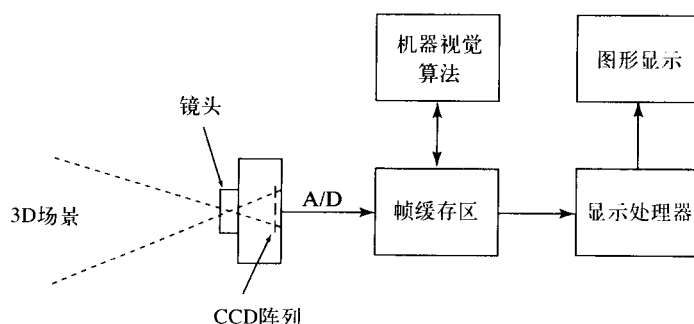 机器视觉
算法
图形显示
镜头
3D场景
A/D
帧缓存区
显示处理器
CCD阵列